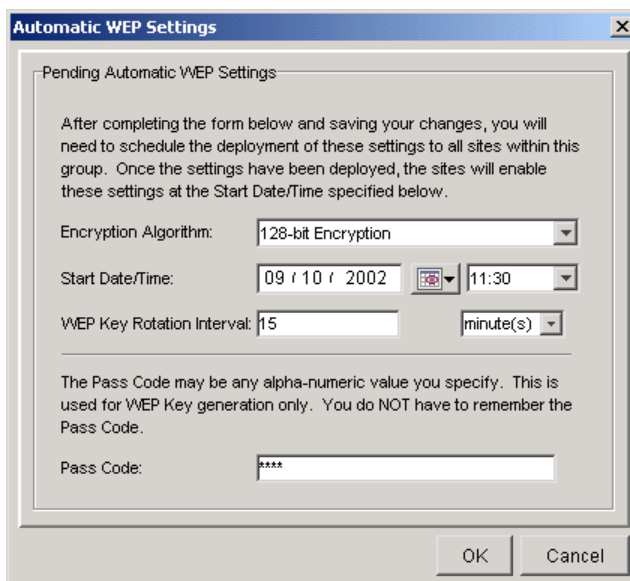 Automatic WEP Settings
Pending Automatic WEP Settings
After completing the form below and saving your changes, you will
need to schedule the deployment of these settings to all sites within this
group. Once the settings have been deployed, the sites will enable
these settings at the Start Date/Time specified below.
Encryption Algorithm: 128-bit Encryption
Start Date/Time: 09 / 10 / 2002 11:30
WEP Key Rotation Interval: 15 minute(s)
The Pass Code may be any alpha-numeric value you specify. This is
used for WEP Key generation only. You do NOT have to remember the
Pass Code.
Pass Code: ****
OK Cancel